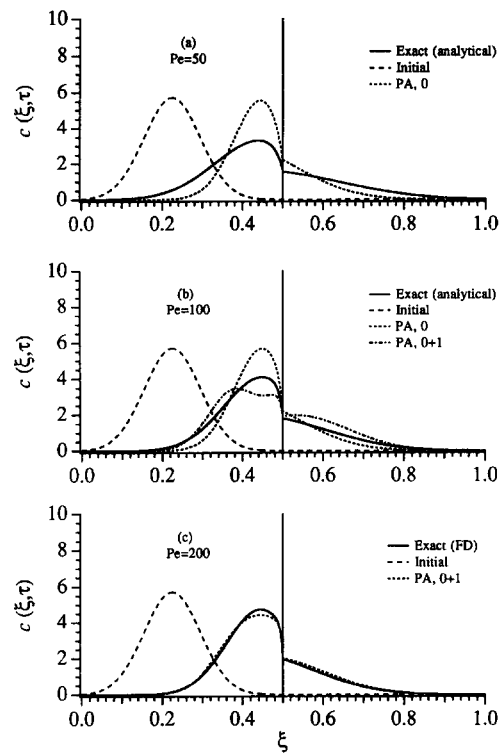 10
8
6
4
2
0
c (ξ,τ)
(a)
Pe=50
Exact (analytical)
Initial
PA, 0
0.0 0.2 0.4 0.6 0.8 1.0
10
8
6
4
2
0
c (ξ,τ)
(b)
Pe=100
Exact (analytical)
Initial
PA, 0
PA, 0+1
0.0 0.2 0.4 0.6 0.8 1.0
10
8
6
4
2
0
c (ξ,τ)
(c)
Pe=200
Exact (FD)
Initial
PA, 0+1
0.0 0.2 0.4 0.6 0.8 1.0
ξ